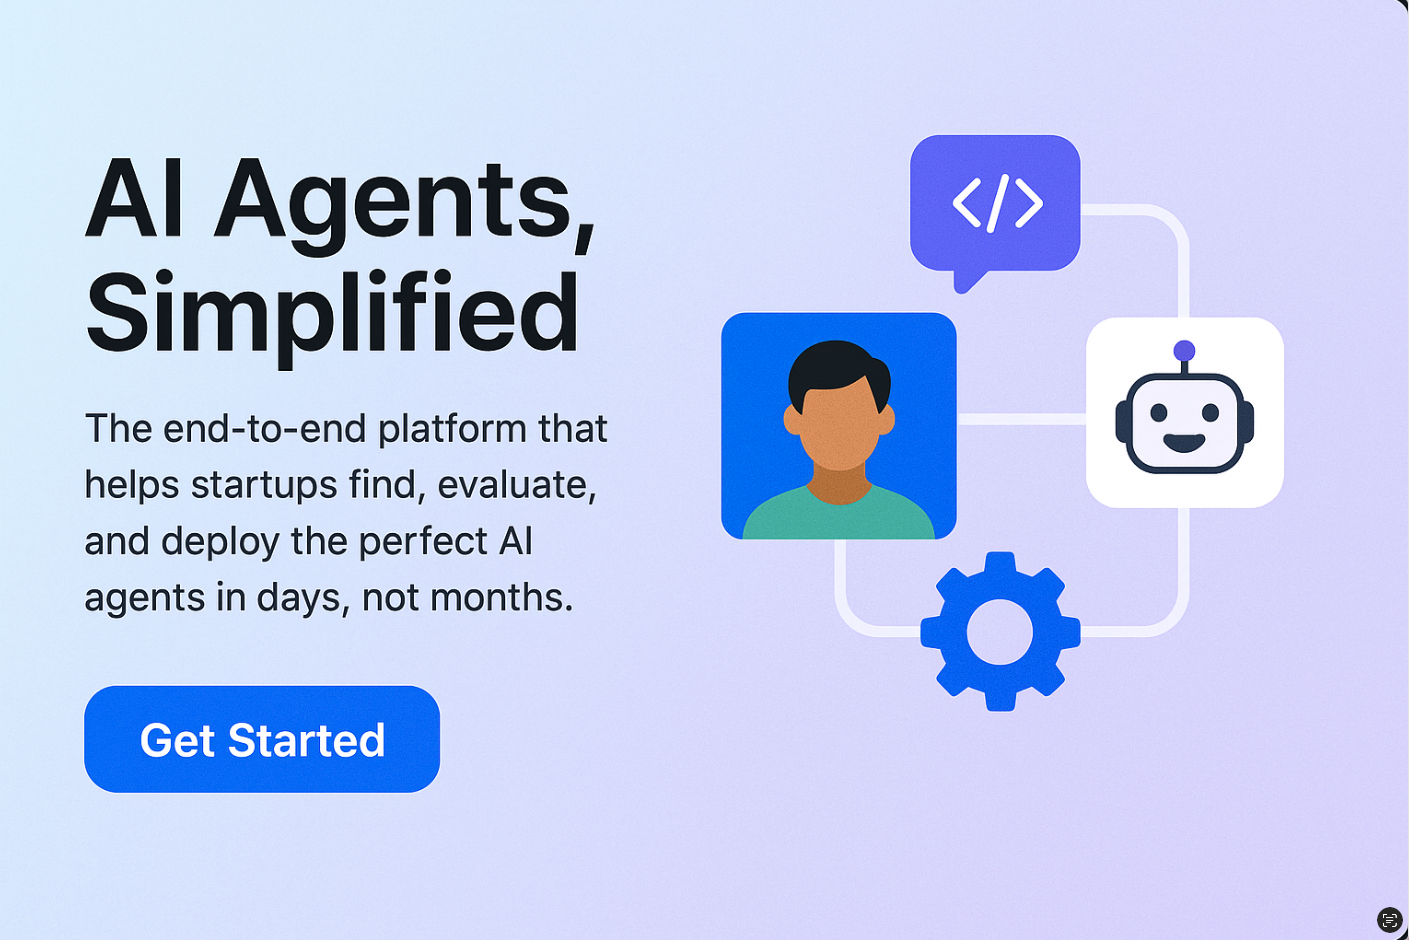 AI Agents,
Simplified
The end-to-end platform that
helps startups find, evaluate,
and deploy the perfect AI
agents in days, not months.
Get Started
</>